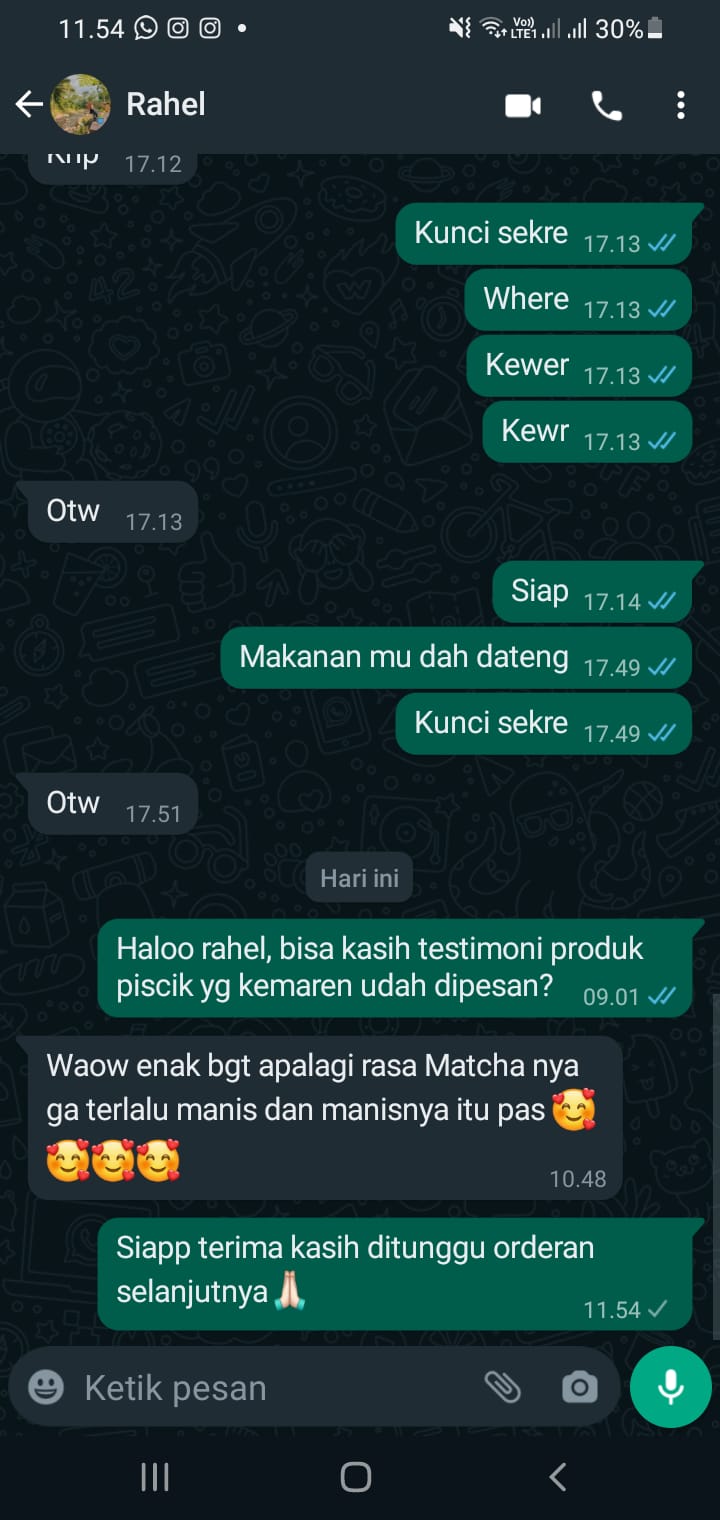 11.54
Vo))
LTE1
30%
Rahel
17.12
Kunci sekre 17.13
Where 17.13
Kewer 17.13
Kewr 17.13
Otw 17.13
Siap 17.14
Makanan mu dah dateng 17.49
Kunci sekre 17.49
Otw 17.51
Hari ini
Haloo rahel, bisa kasih testimoni produk
piscik yg kemaren udah dipesan? 09.01
Waow enak bgt apalagi rasa Matcha nya
ga terlalu manis dan manisnya itu pas 🥰
🥰🥰🥰 10.48
Siapp terima kasih ditunggu orderan
selanjutnya🙏🏻 11.54
Ketik pesan